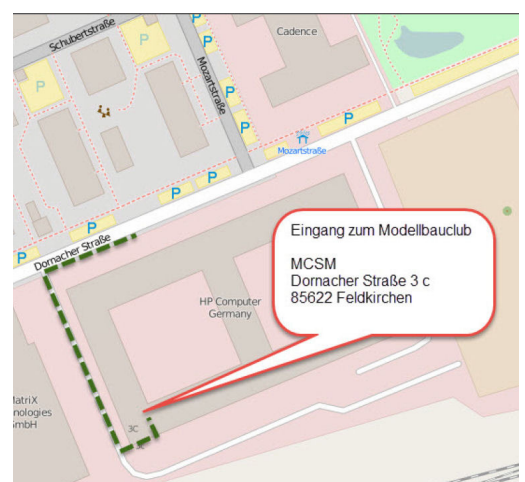 Schubertstraße
Cadence
P
P
P
Mozartstraße
P
P
P
P
P
Mozartstraße
P
P
P
P
Dornacher Straße
P
Eingang zum Modellbauclub
MCSM
Dornacher Straße 3 c
85622 Feldkirchen
HP Computer
Germany
MatriX
nologies
mbH
3C